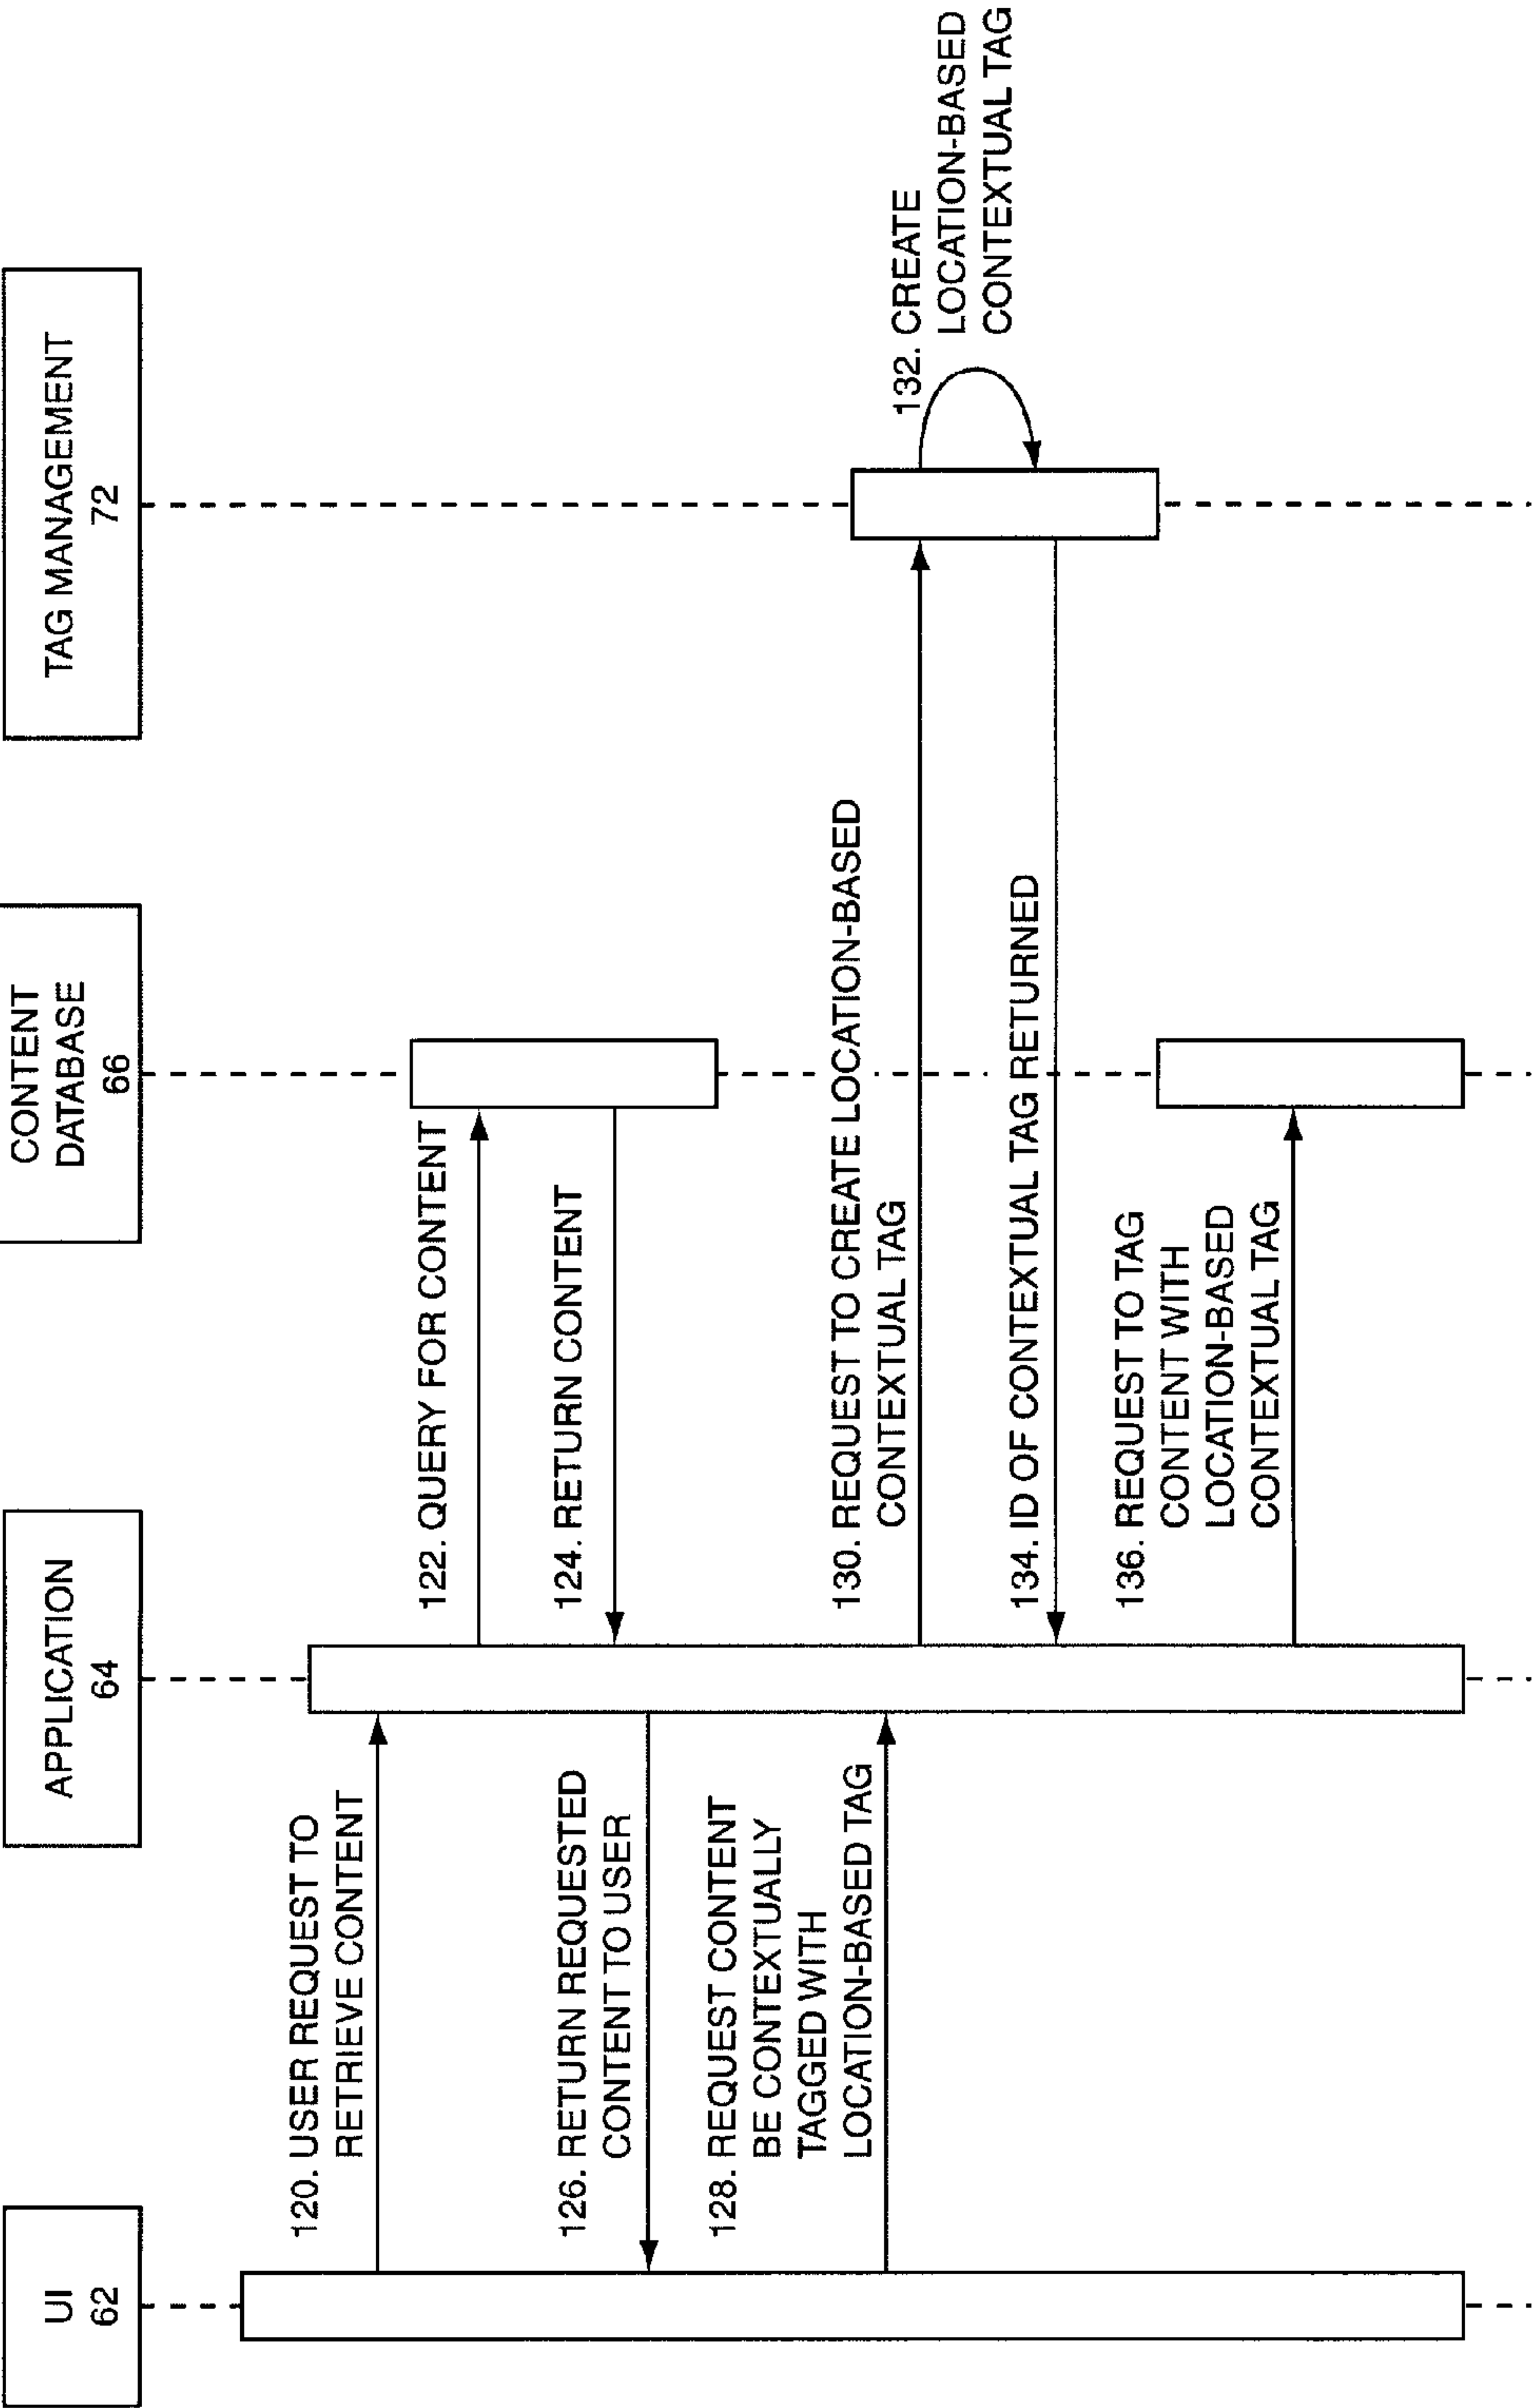 UI
62
APPLICATION
64
CONTENT
DATABASE
66
TAG MANAGEMENT
72
120. USER REQUEST TO
RETRIEVE CONTENT
122. QUERY FOR CONTENT
124. RETURN CONTENT
126. RETURN REQUESTED
CONTENT TO USER
128. REQUEST CONTENT
BE CONTEXTUALLY
TAGGED WITH
LOCATION-BASED TAG
130. REQUEST TO CREATE LOCATION-BASED
CONTEXTUAL TAG
132. CREATE
LOCATION-BASED
CONTEXTUAL TAG
134. ID OF CONTEXTUAL TAG RETURNED
136. REQUEST TO TAG
CONTENT WITH
LOCATION-BASED
CONTEXTUAL TAG